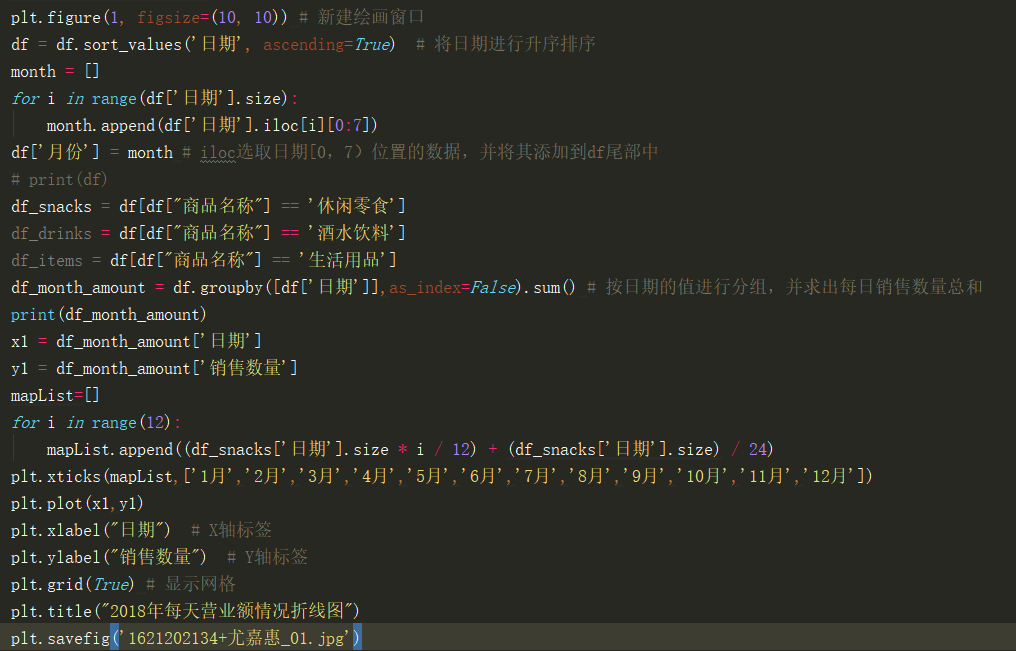 plt.figure(1, figsize=(10, 10)) # 新建绘画窗口
df = df.sort_values('日期', ascending=True)  # 将日期进行升序排序
month = []
for i in range(df['日期'].size):
    month.append(df['日期'].iloc[i][0:7])
df['月份'] = month # iloc选取日期[0, 7）位置的数据，并将其添加到df尾部中
# print(df)
df_snacks = df[df["商品名称"] == '休闲零食']
df_drinks = df[df["商品名称"] == '酒水饮料']
df_items = df[df["商品名称"] == '生活用品']
df_month_amount = df.groupby([df['日期']],as_index=False).sum() # 按日期的值进行分组，并求出每日销售数量总和
print(df_month_amount)
x1 = df_month_amount['日期']
y1 = df_month_amount['销售数量']
mapList=[]
for i in range(12):
    mapList.append((df_snacks['日期'].size * i / 12) + (df_snacks['日期'].size) / 24)
plt.xticks(mapList,['1月','2月','3月','4月','5月','6月','7月','8月','9月','10月','11月','12月'])
plt.plot(x1,y1)
plt.xlabel("日期")  # X轴标签
plt.ylabel("销售数量")  # Y轴标签
plt.grid(True) # 显示网格
plt.title("2018年每天营业额情况折线图")
plt.savefig('1621202134+尤嘉惠_01.jpg')